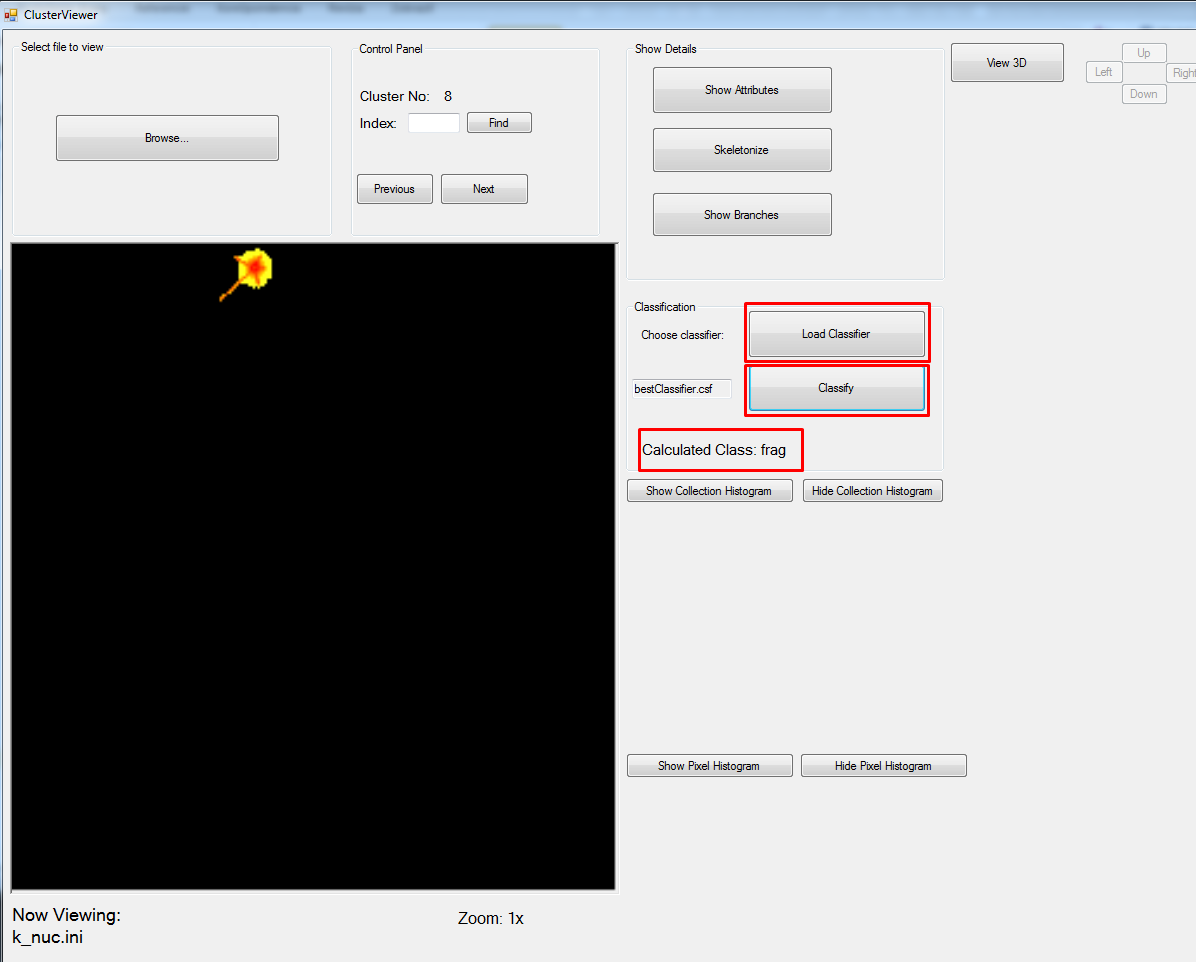 ClusterViewer
Select file to view
Browse...
Control Panel
Cluster No: 8
Index:
Find
Previous
Next
Show Details
Show Attributes
Skeletonize
Show Branches
View 3D
Up
Left
Right
Down
Classification
Choose classifier:
Load Classifier
bestClassifier.csf
Classify
Calculated Class: frag
Show Collection Histogram
Hide Collection Histogram
Show Pixel Histogram
Hide Pixel Histogram
Now Viewing:
k_nuc.ini
Zoom: 1x